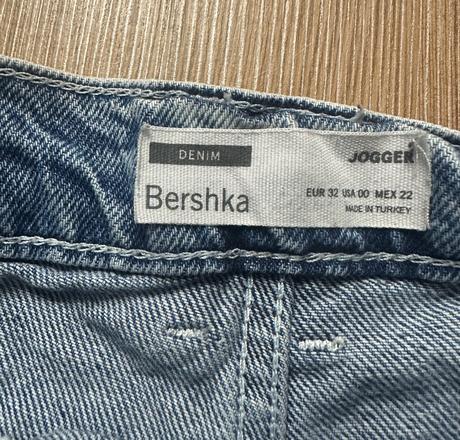 DENIM JOGGER
Bershka EUR 32 USA 00 MEX 22
MADE IN TURKEY